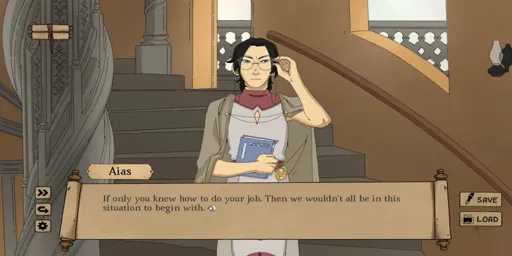 Aias
If only you knew how to do your job. Then we wouldn't all be in this
situation to begin with.
SAVE
LOAD